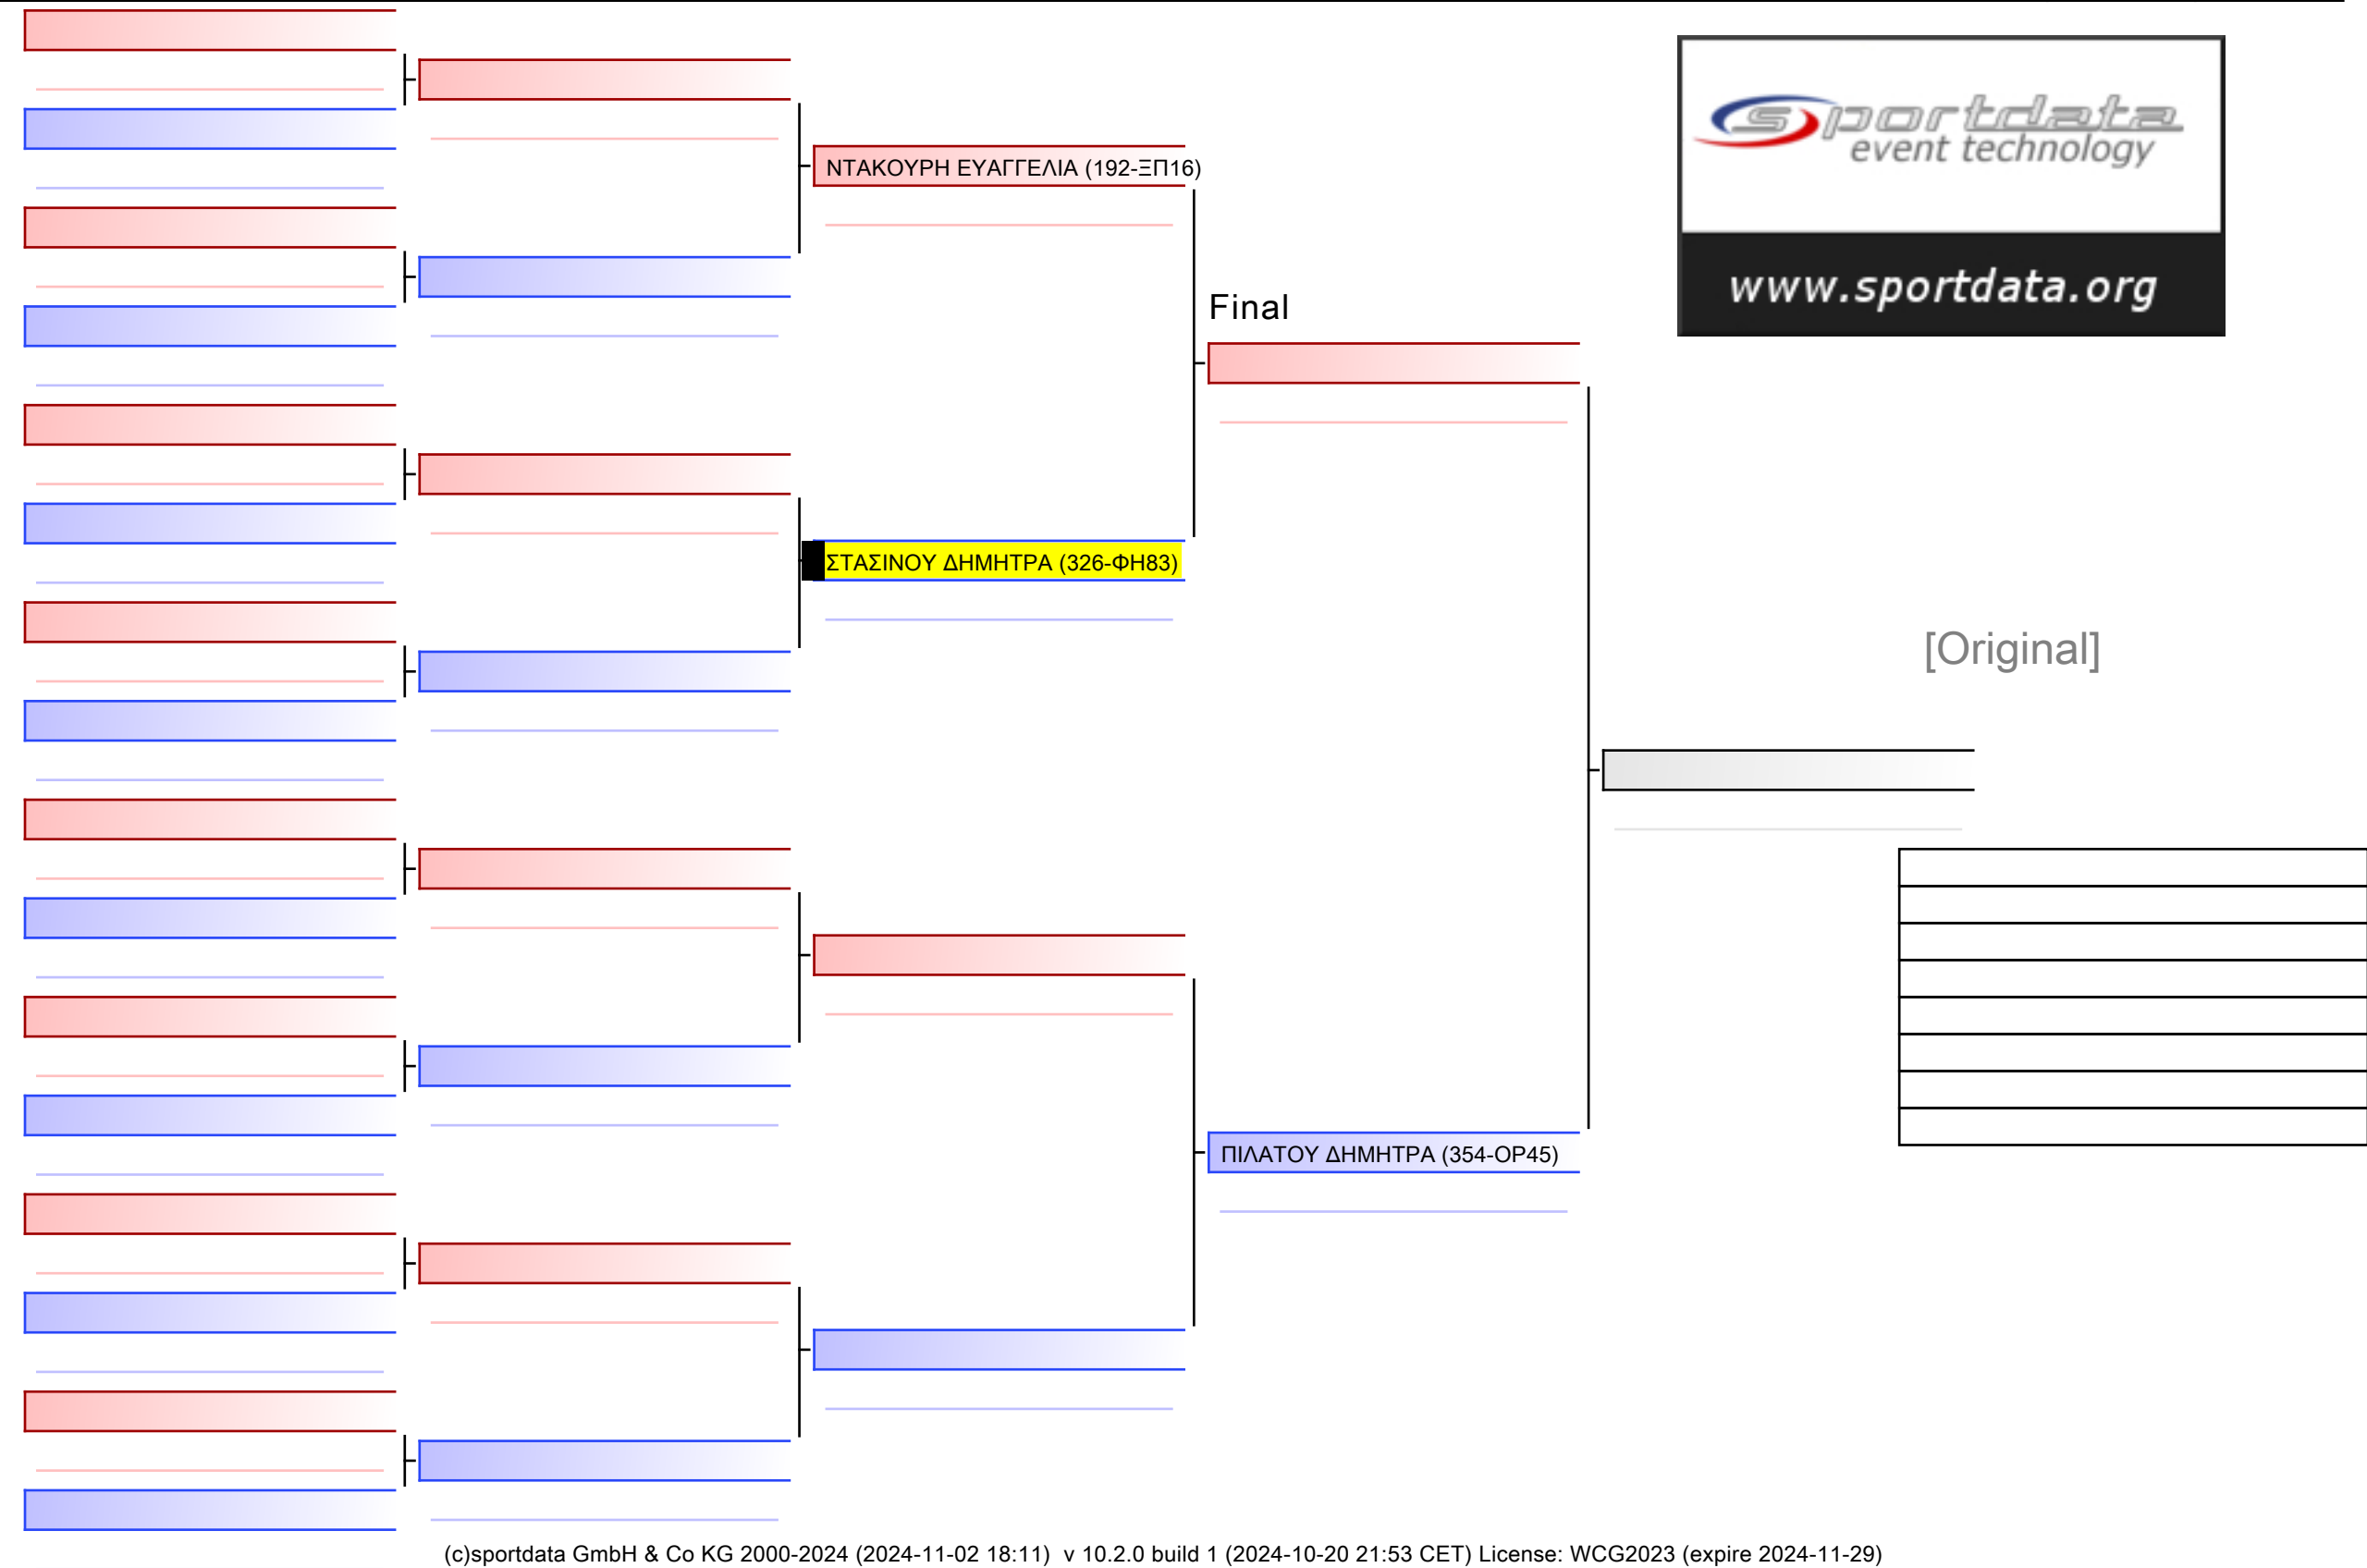 sportdata
event technology
www.sportdata.org
ΝΤΑΚΟΥΡΗ ΕΥΑΓΓΕΛΙΑ (192-ΞΠ16)
Final
ΣΤΑΣΙΝΟΥ ΔΗΜΗΤΡΑ (326-ΦΗ83)
[Original]
ΠΙΛΑΤΟΥ ΔΗΜΗΤΡΑ (354-ΟΡ45)
(c)sportdata GmbH & Co KG 2000-2024 (2024-11-02 18:11) v 10.2.0 build 1 (2024-10-20 21:53 CET) License: WCG2023 (expire 2024-11-29)